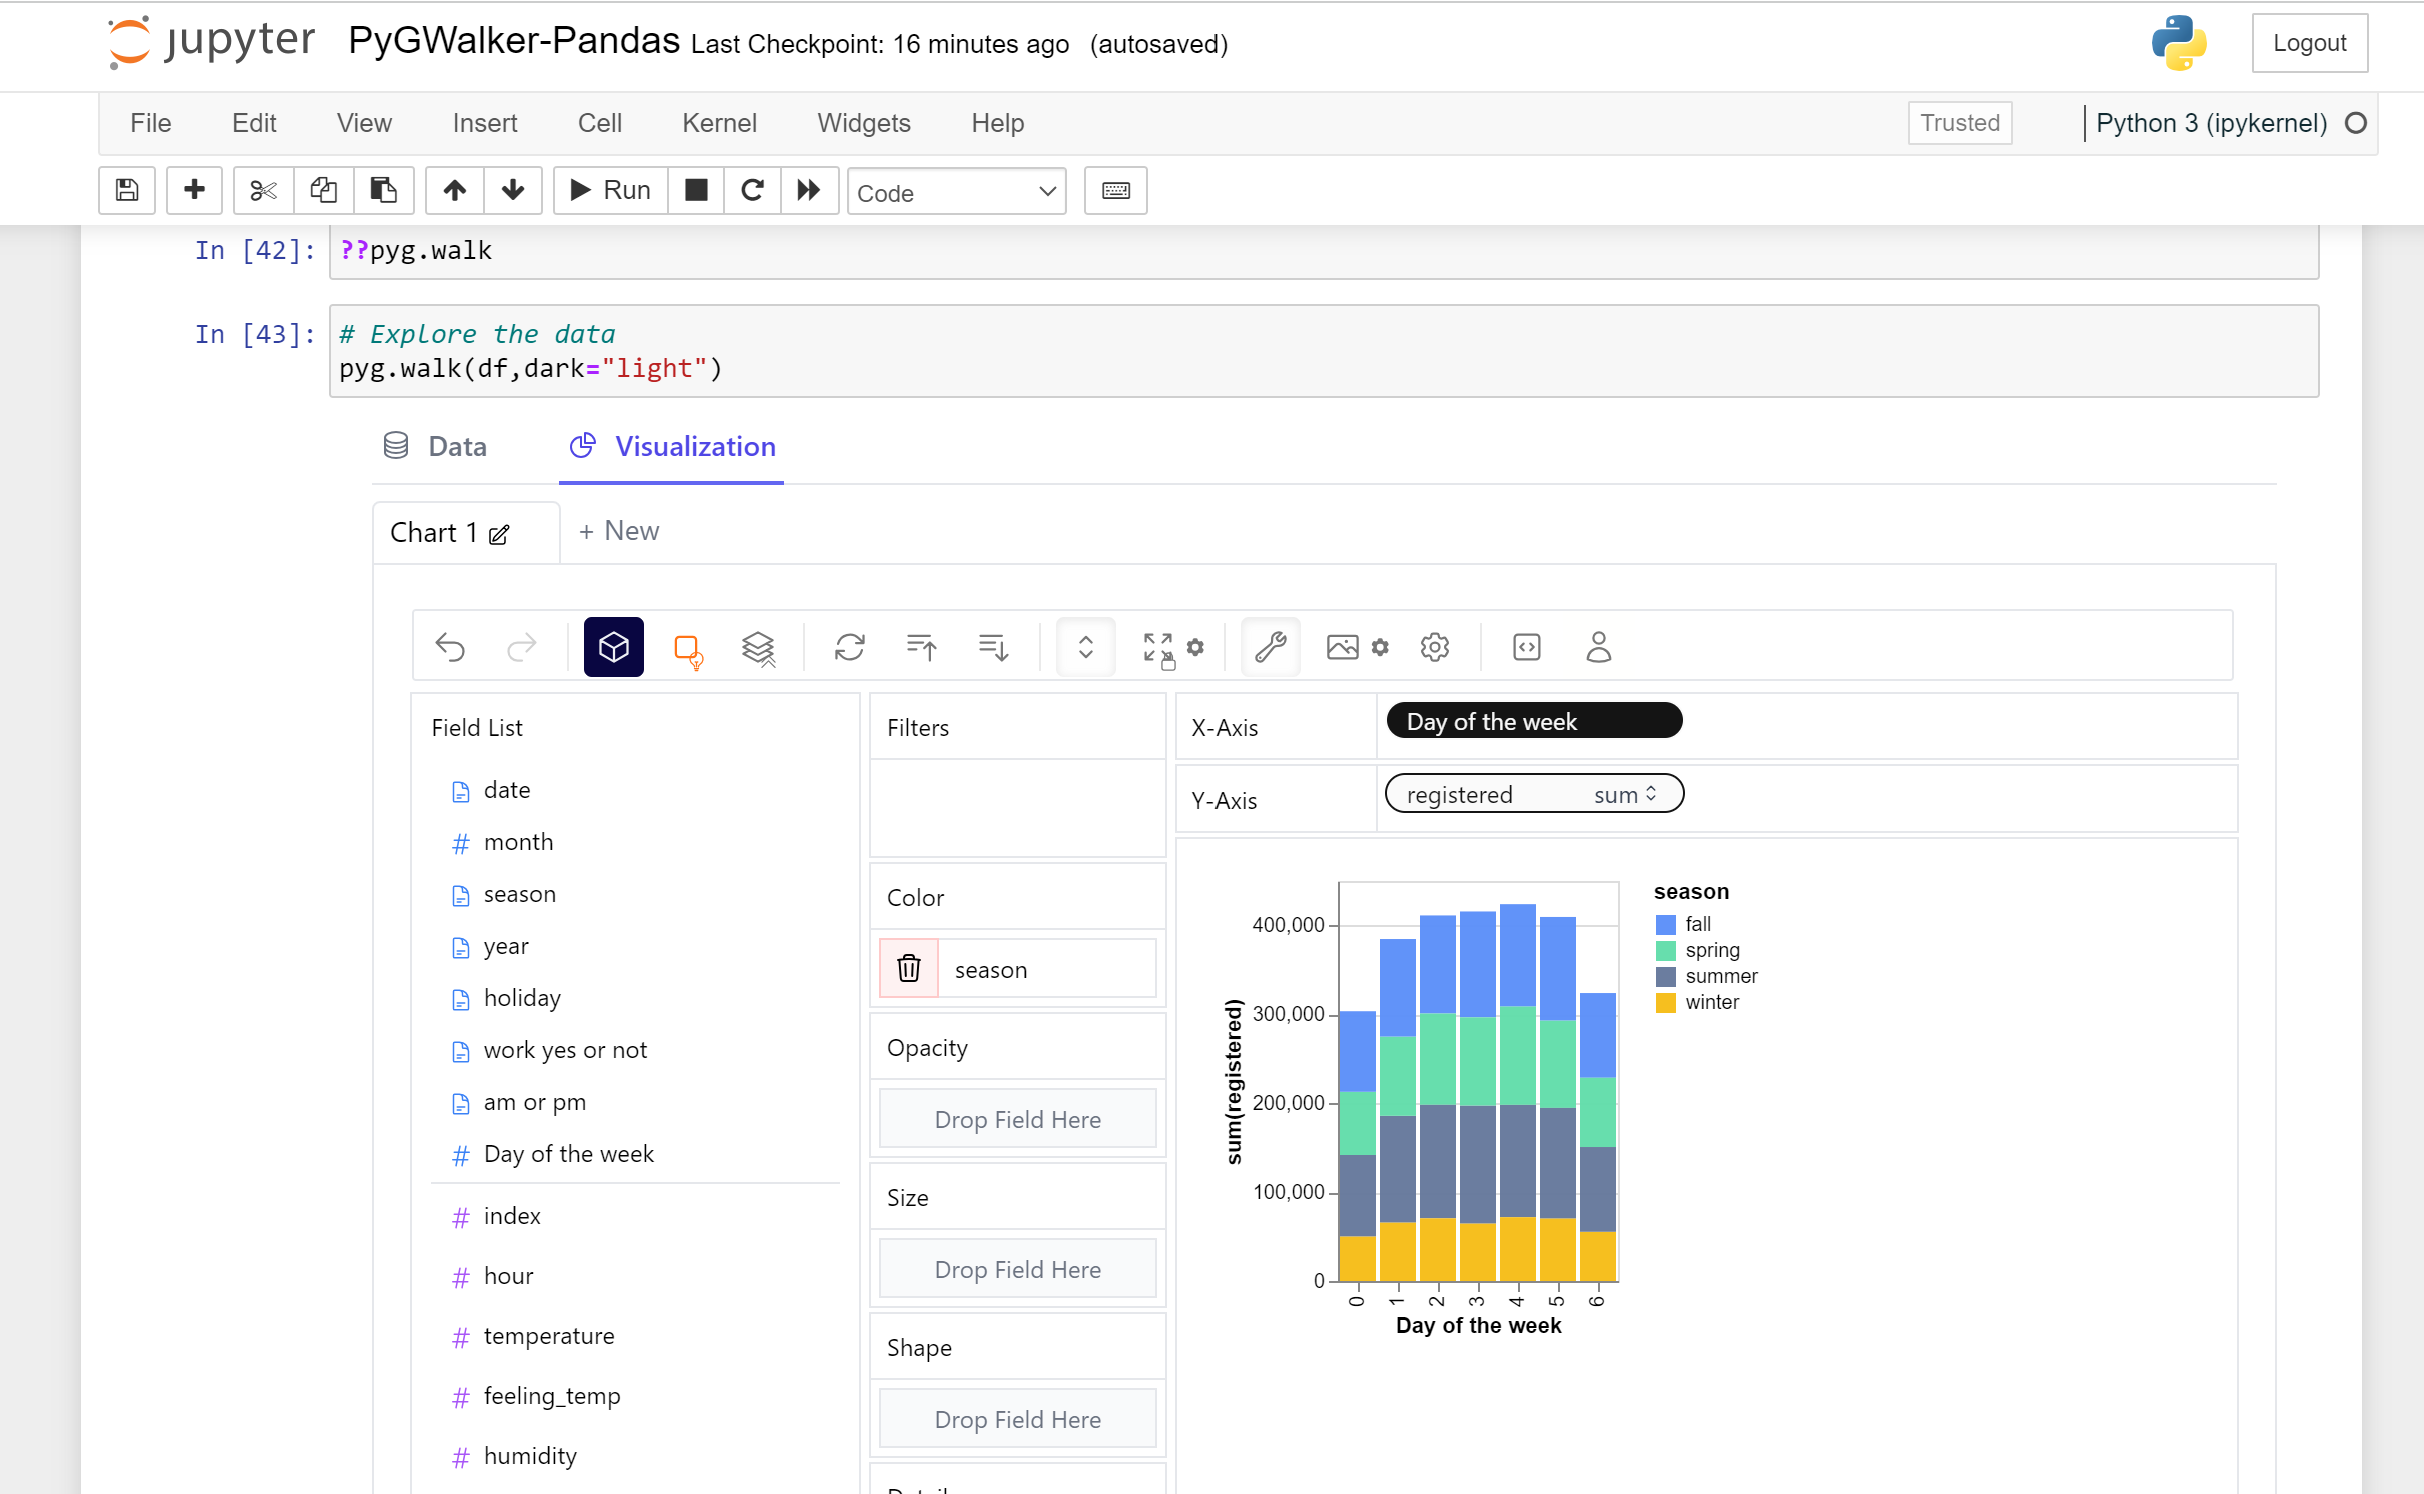 jupyter PyGWalker-Pandas Last Checkpoint: 16 minutes ago (autosaved)
Logout
File Edit View Insert Cell Kernel Widgets Help
Trusted
Python 3 (ipykernel)
Run
Code
In [42]: ??pyg.walk
In [43]: # Explore the data
pyg.walk(df,dark="light")
Data
Visualization
Chart 1
+ New
Field List
date
month
season
year
holiday
work yes or not
am or pm
Day of the week
index
hour
temperature
feeling_temp
humidity
Filters
Color
season
Opacity
Drop Field Here
Size
Drop Field Here
Shape
Drop Field Here
X-Axis
Day of the week
Y-Axis
registered sum
sum(registered)
400,000
300,000
200,000
100,000
0
0 1 2 3 4 5 6
Day of the week
season
fall
spring
summer
winter